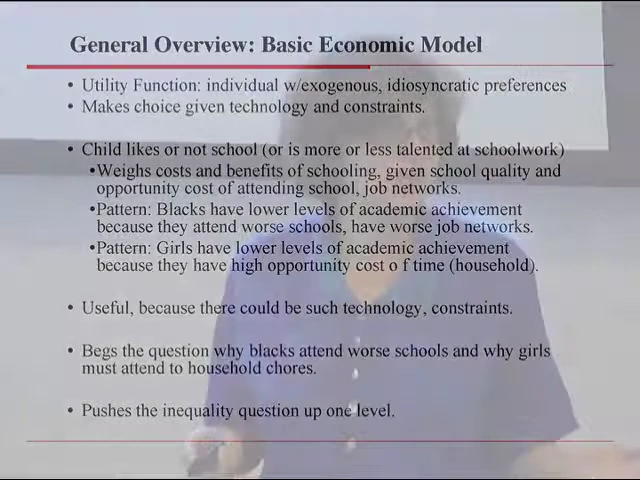 General Overview: Basic Economic Model
• Utility Function: individual w/exogenous, idiosyncratic preferences
• Makes choice given technology and constraints.
• Child likes or not school (or is more or less talented at schoolwork)
•Weighs costs and benefits of schooling, given school quality and
opportunity cost of attending school, job networks.
•Pattern: Blacks have lower levels of academic achievement
because they attend worse schools, have worse job networks.
•Pattern: Girls have lower levels of academic achievement
because they have high opportunity cost o f time (household).
• Useful, because there could be such technology, constraints.
• Begs the question why blacks attend worse schools and why girls
must attend to household chores.
• Pushes the inequality question up one level.